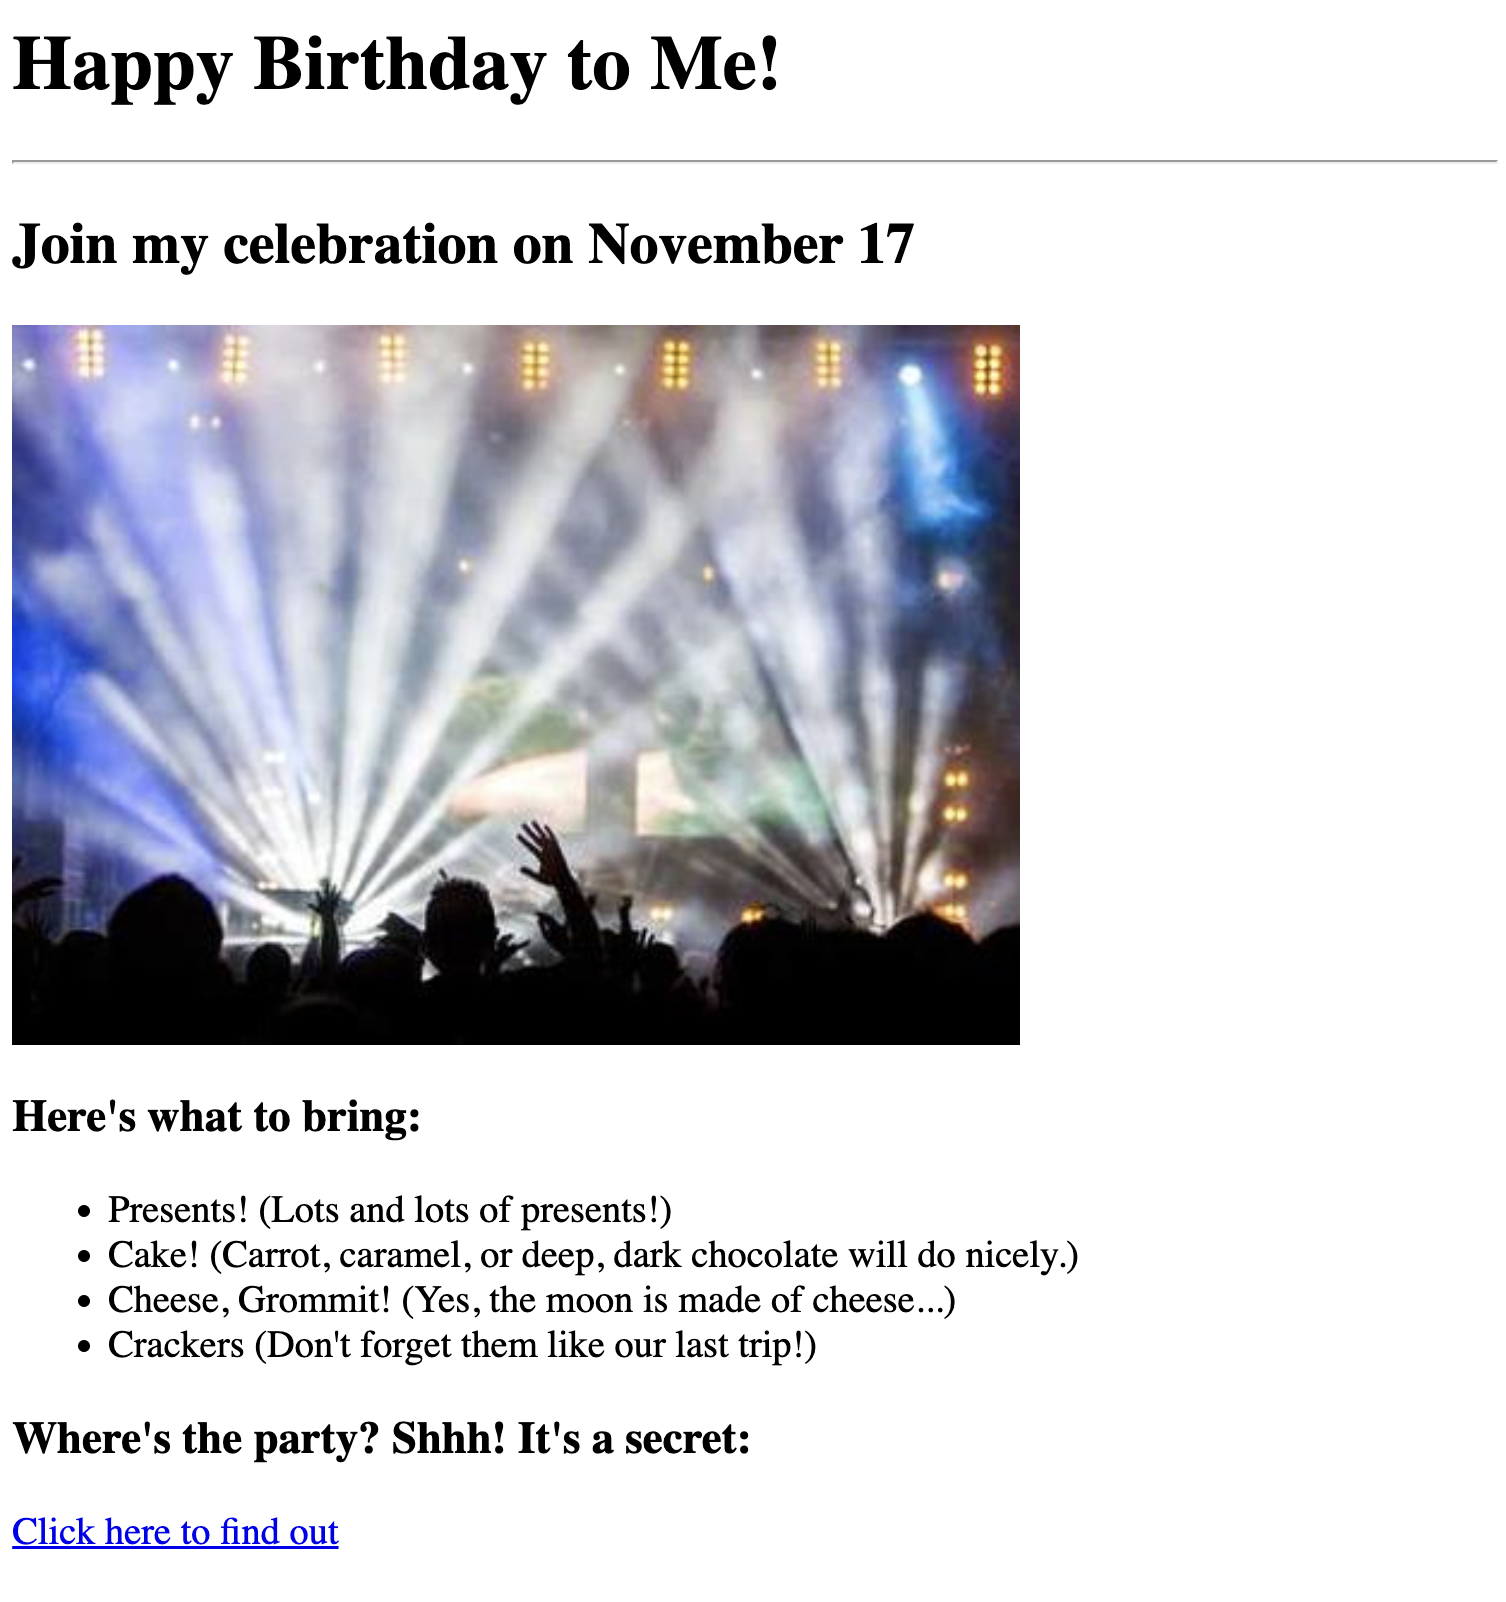 Happy Birthday to Me!
Join my celebration on November 17
Here's what to bring:
• Presents! (Lots and lots of presents!)
• Cake! (Carrot, caramel, or deep, dark chocolate will do nicely.)
• Cheese, Grommit! (Yes, the moon is made of cheese...)
• Crackers (Don't forget them like our last trip!)
Where's the party? Shhh! It's a secret:
Click here to find out